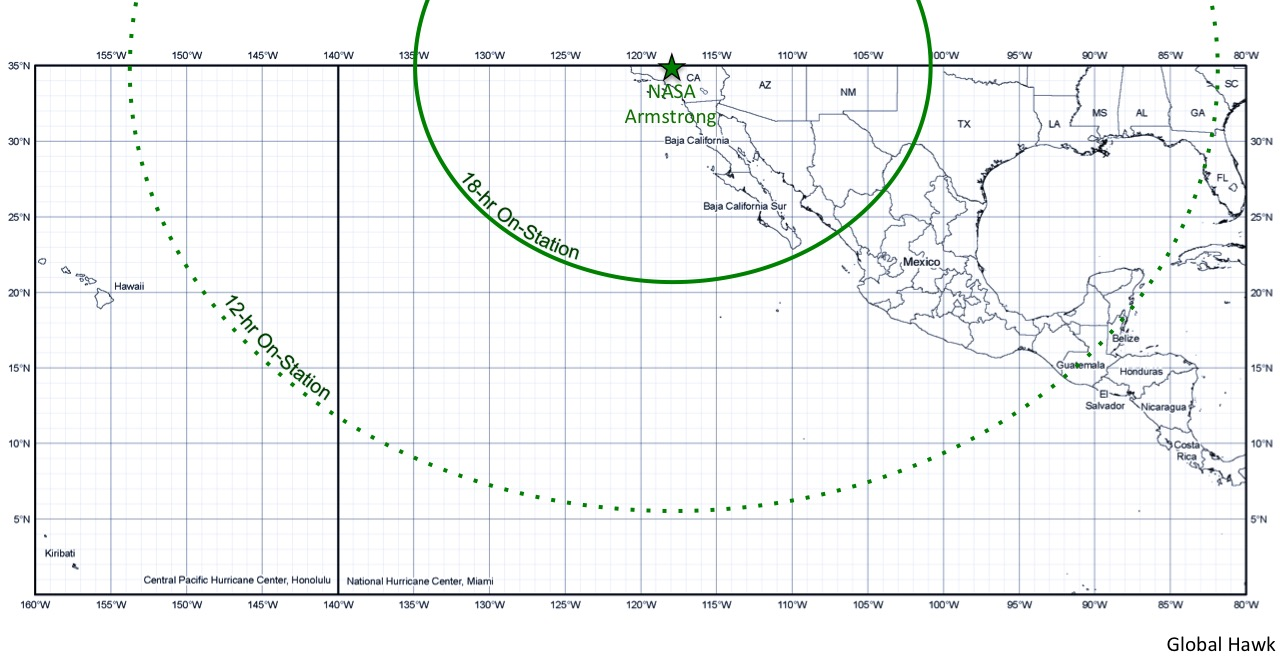 155°W 150°W 145°W 140°W 135°W 130°W 125°W 120°W 115°W 110°W 105°W 100°W 95°W 90°W 85°W 80°W
35°N
CA
AZ
NM
SC
NASA
Armstrong
TX
LA
MS
AL
GA
30°N
30°N
Baja California
FL
18-hr On-Station
Baja California Sur
25°N
25°N
Mexico
Hawaii
20°N
20°N
12-hr On-Station
Belize
15°N
Guatemala
Honduras
15°N
El
Salvador
Nicaragua
10°N
Costa
Rica
10°N
5°N
5°N
Kiribati
Central Pacific Hurricane Center, Honolulu
National Hurricane Center, Miami
160°W 155°W 150°W 145°W 140°W 135°W 130°W 125°W 120°W 115°W 110°W 105°W 100°W 95°W 90°W 85°W 80°W
Global Hawk